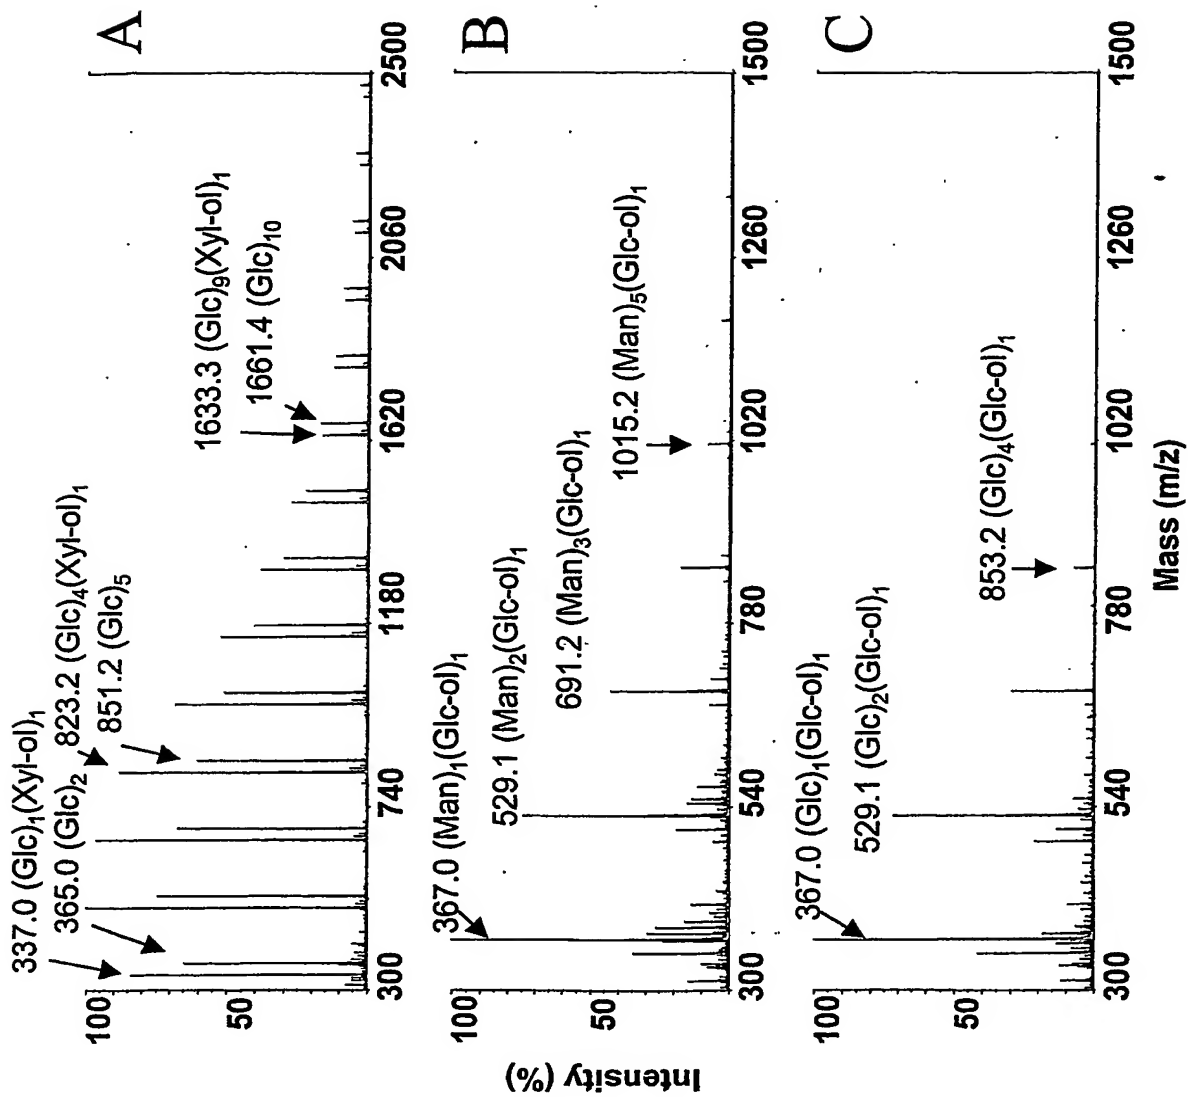 A
337.0 (Glc)₁(Xyl-ol)₁
365.0 (Glc)₂
823.2 (Glc)₄(Xyl-ol)₁
851.2 (Glc)₅
1633.3 (Glc)₉(Xyl-ol)₁
1661.4 (Glc)₁₀
100
50
300 740 1180 1620 2060 2500
B
367.0 (Man)₁(Glc-ol)₁
529.1 (Man)₂(Glc-ol)₁
691.2 (Man)₃(Glc-ol)₁
1015.2 (Man)₅(Glc-ol)₁
100
50
300 540 780 1020 1260 1500
C
367.0 (Glc)₁(Glc-ol)₁
529.1 (Glc)₂(Glc-ol)₁
853.2 (Glc)₄(Glc-ol)₁
100
50
300 540 780 1020 1260 1500
Intensity (%)
Mass (m/z)